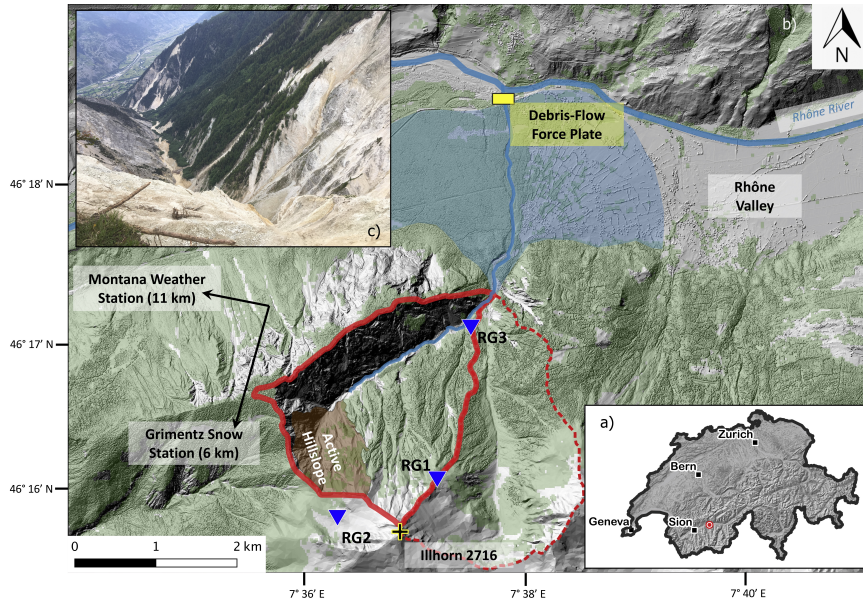 b)
N
Rhône River
Debris-Flow
Force Plate
46° 18′ N
Rhône
Valley
c)
Montana Weather
Station (11 km)
46° 17′
RG3
Grimentz Snow
Station (6 km)
Active
Hillslope
RG1
46° 16′
RG2
Illhorn 2716
a)
Zurich
Bern
Geneva
Sion
0 1 2 km
7° 36′ E
7° 38′
7° 40′